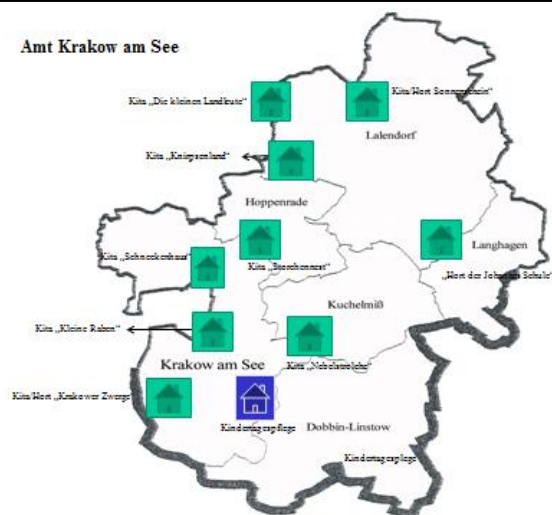 Amt Krakow am See
Kita „Die kleinen Landleute“
Kita/Hort Sonnenschein“
Lalendorf
Kita „Knirpsenland“
Hoppenrade
Langhagen
Kita „Schneckenhaus“
Kita „Storchennest“
„Hort der Johannes Schule“
Kuchelmiß
Kita „Kleine Raben“
Krakow am See
Kita „Nebelstrolche“
Kita/Hort „Krakower Zwerge
Kindertagespflege
Dobbin-Linstow
Kindertagespflege